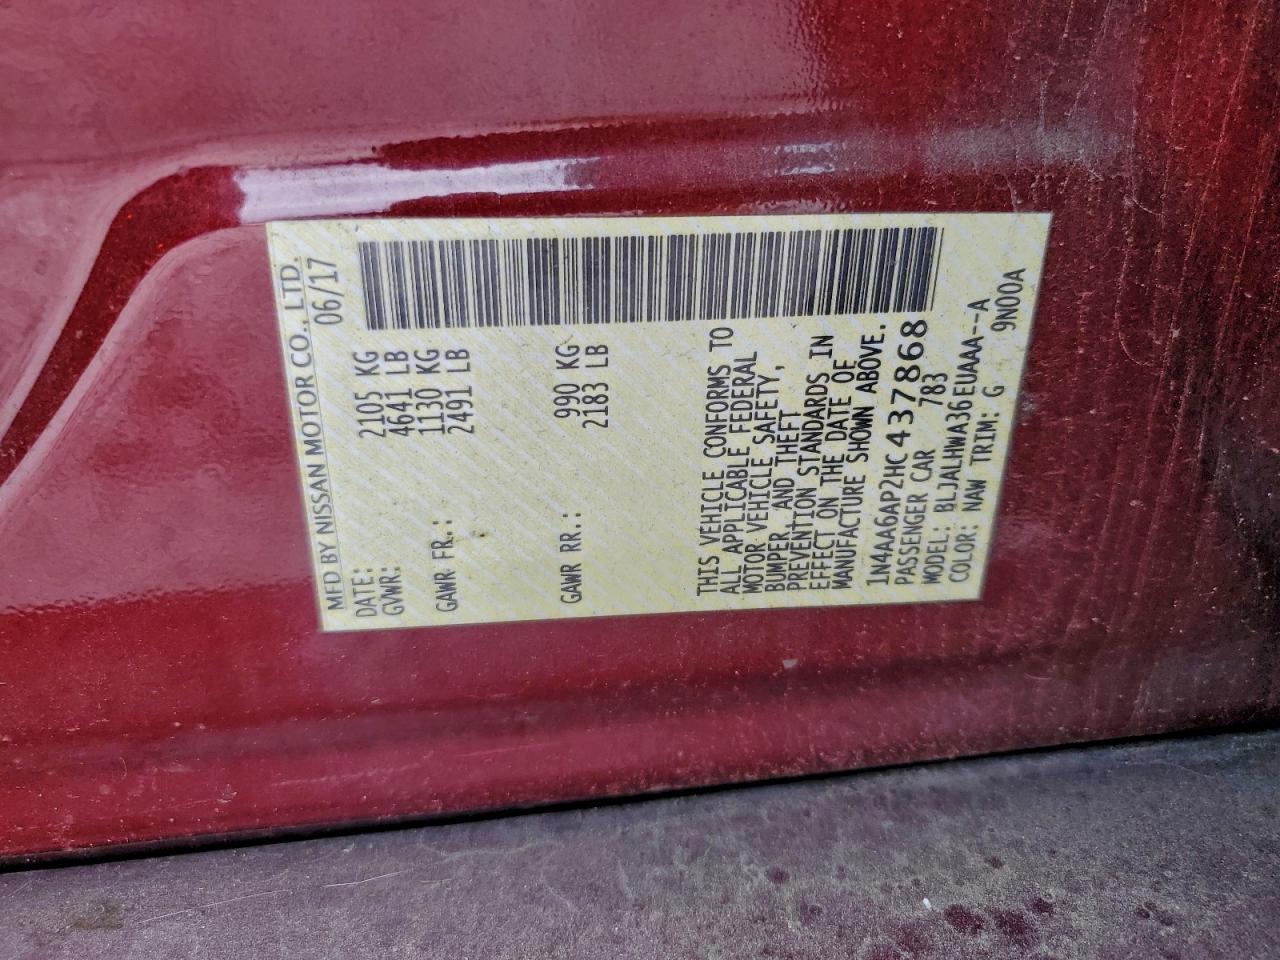 MFD BY NISSAN MOTOR CO., LTD.
DATE: 06/17
GVWR: 2105 KG
4641 LB
GAWR FR.: 1130 KG
2491 LB
GAWR RR.: 990 KG
2183 LB
THIS VEHICLE CONFORMS TO
ALL APPLICABLE FEDERAL
MOTOR VEHICLE SAFETY,
BUMPER, AND THEFT
PREVENTION STANDARDS IN
EFFECT ON THE DATE OF
MANUFACTURE SHOWN ABOVE.
1N4AA6AP2HC437868
PASSENGER CAR 783
MODEL: BLJALHWA36EUAAA--A
COLOR: NAW TRIM: G 9N00A